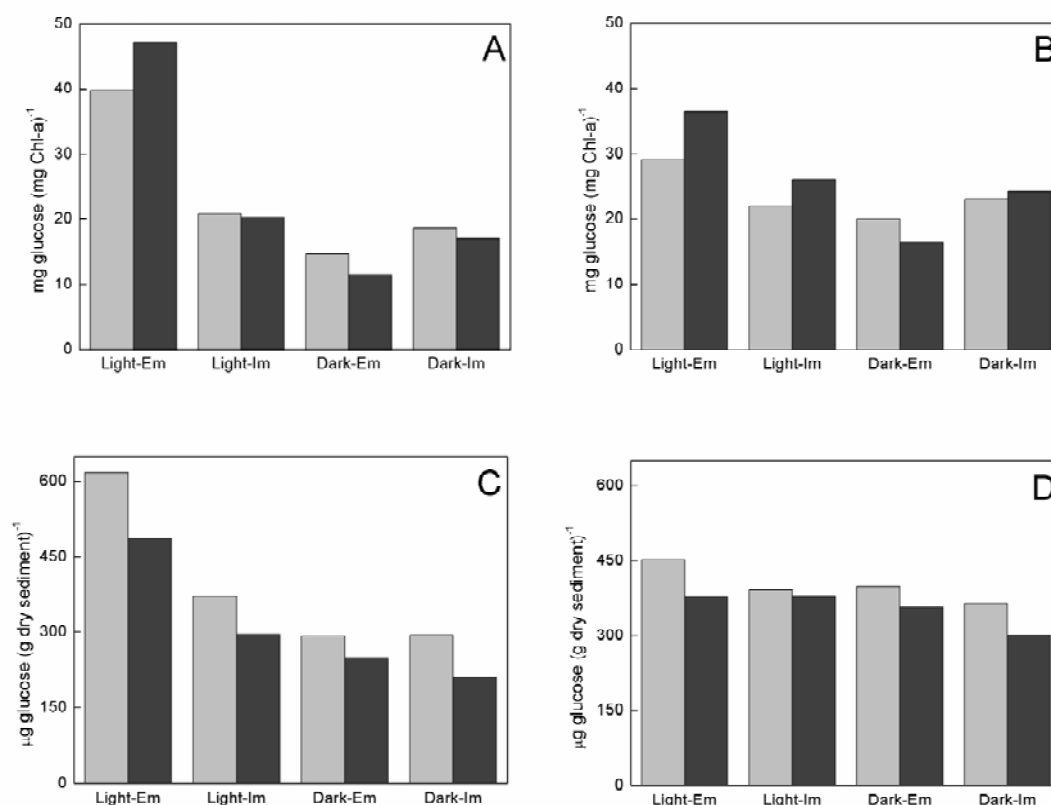 A
50
40
30
20
10
0
mg glucose (mg Chl-a)-1
Light-Em Light-Im Dark-Em Dark-Im
B
50
40
30
20
10
0
mg glucose (mg Chl-a)-1
Light-Em Light-Im Dark-Em Dark-Im
C
600
450
300
150
0
µg glucose (g dry sediment)-1
Light-Em Light-Im Dark-Em Dark-Im
D
600
450
300
150
0
µg glucose (g dry sediment)-1
Light-Em Light-Im Dark-Em Dark-Im